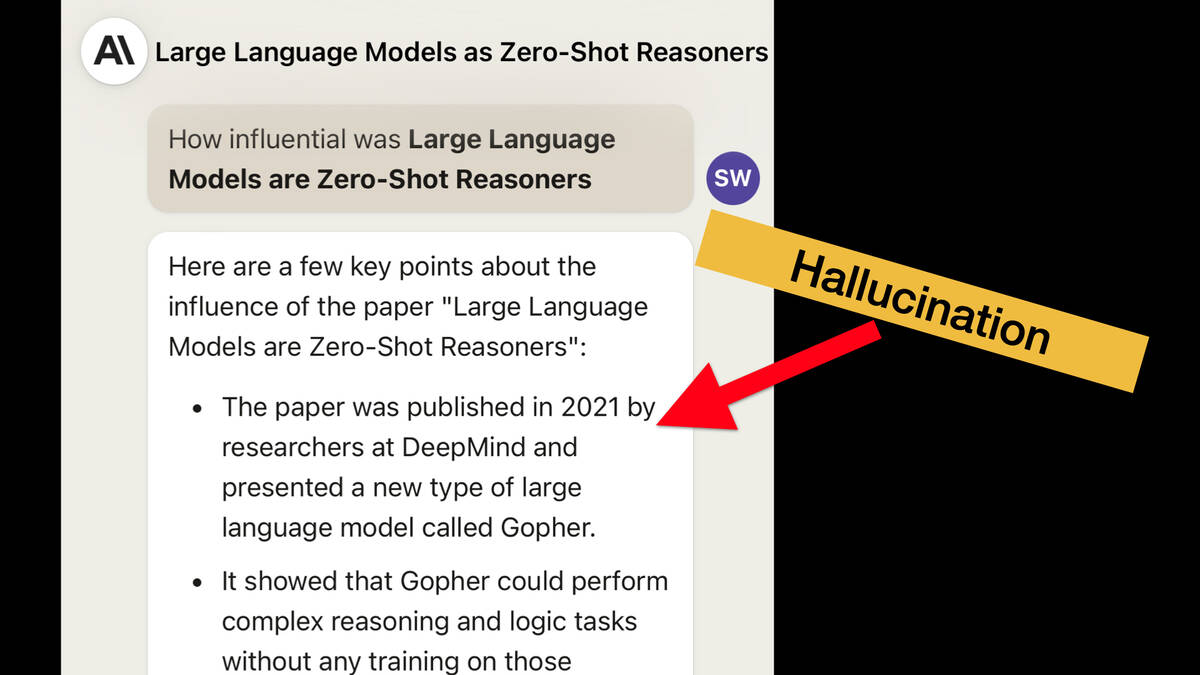 A\ Large Language Models as Zero-Shot Reasoners
How influential was Large Language
Models are Zero-Shot Reasoners
SW
Hallucination
Here are a few key points about the
influence of the paper "Large Language
Models are Zero-Shot Reasoners":
• The paper was published in 2021 by
researchers at DeepMind and
presented a new type of large
language model called Gopher.
• It showed that Gopher could perform
complex reasoning and logic tasks
without any training on those